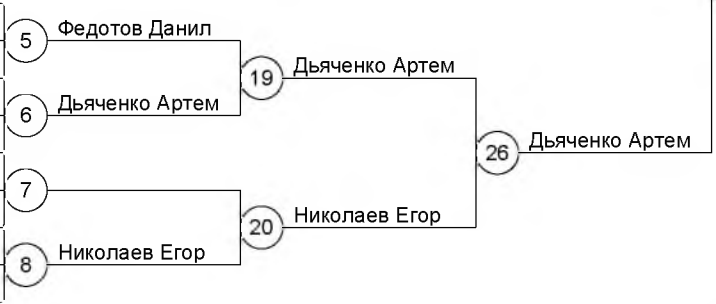 5 Федотов Данил
19 Дьяченко Артем
6 Дьяченко Артем
26 Дьяченко Артем
7
20 Николаев Егор
8 Николаев Егор